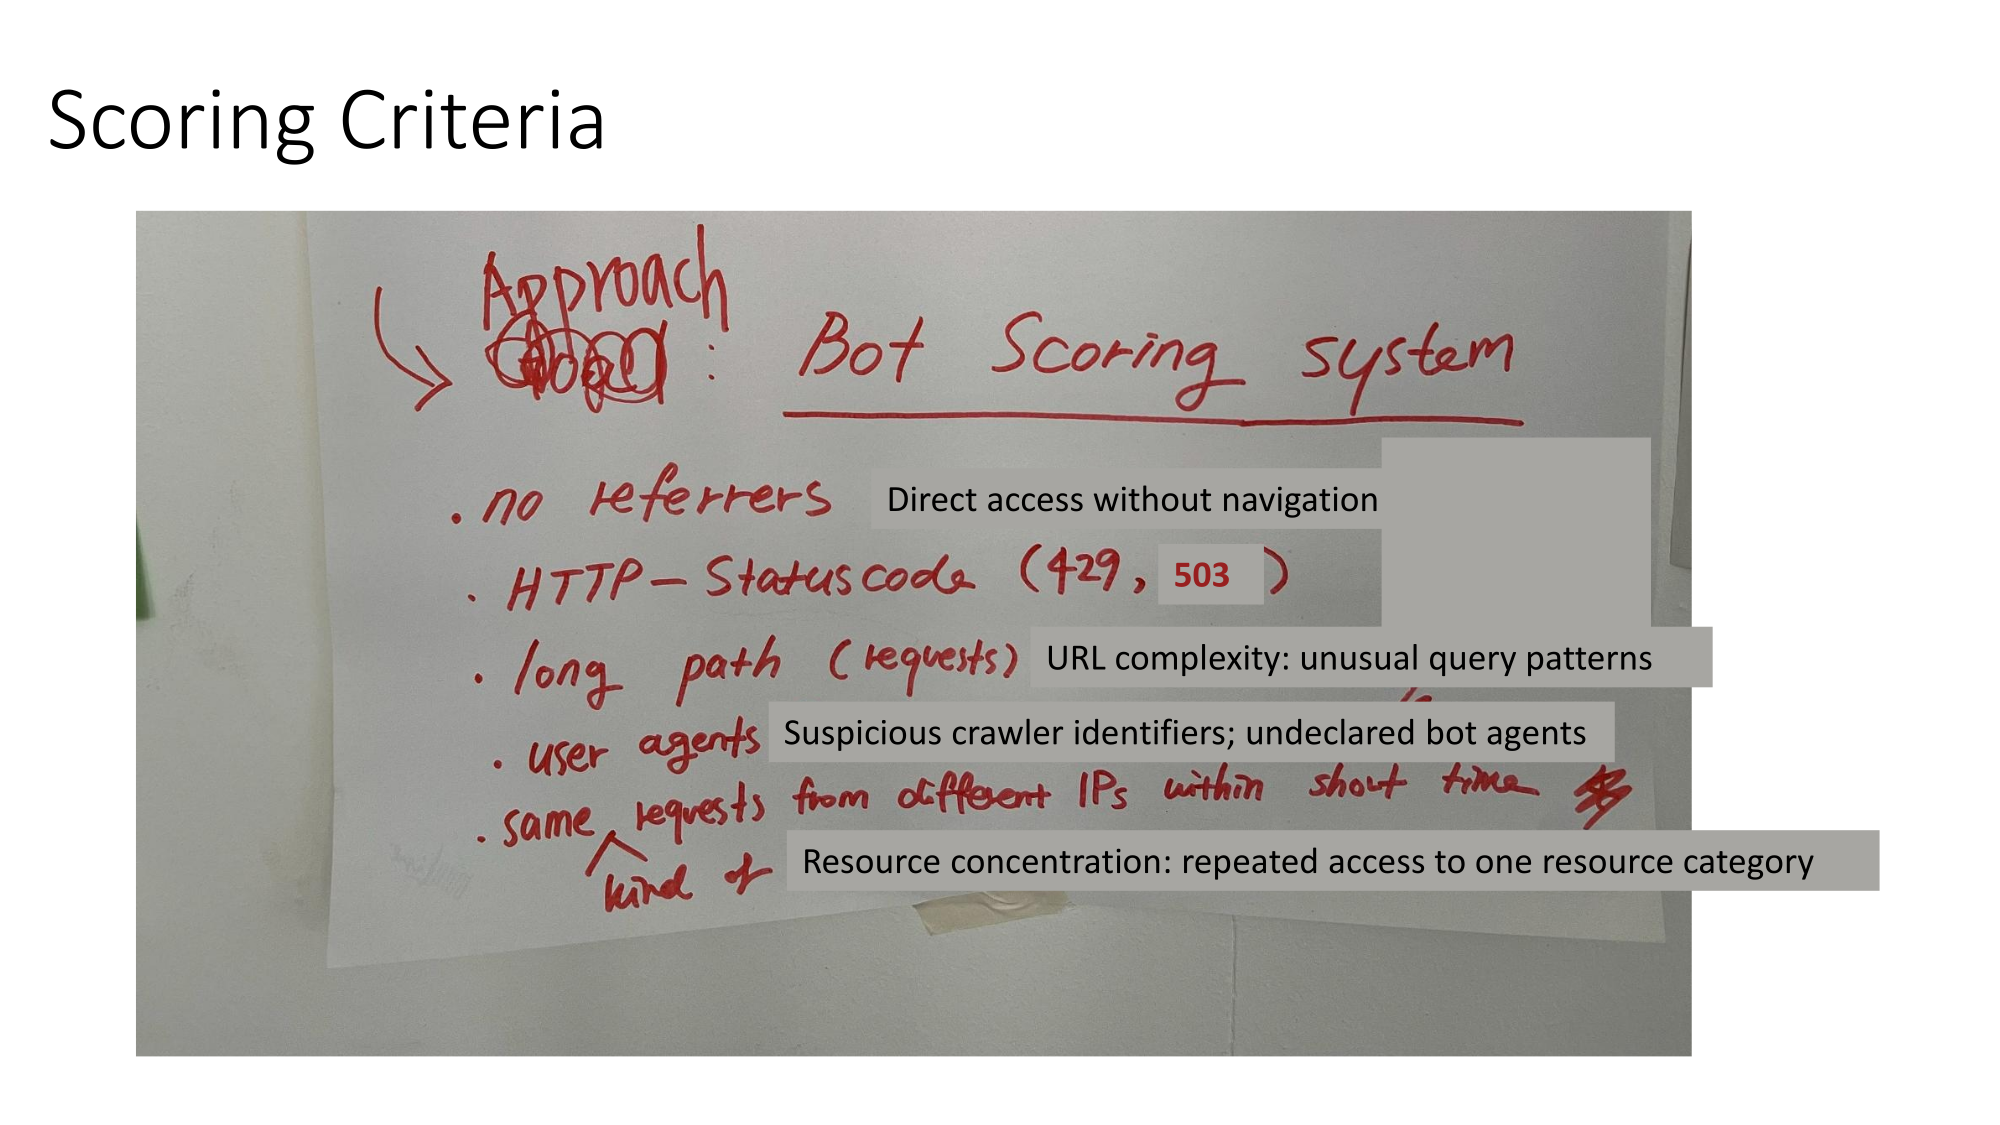 Scoring Criteria
Approach
: Bot Scoring system
. no referrers Direct access without navigation
. HTTP-Statuscode (429, 503)
. long path (requests) URL complexity: unusual query patterns
. user agents Suspicious crawler identifiers; undeclared bot agents
. same requests from different IPs within short time
kind of Resource concentration: repeated access to one resource category